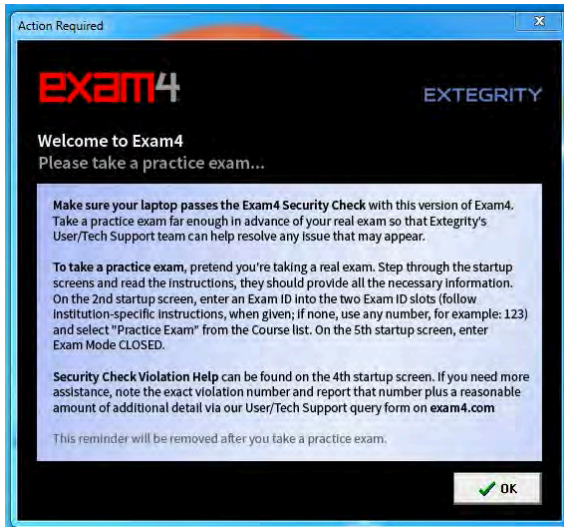 Action Required
X
exam4
EXTEGRITY
Welcome to Exam4
Please take a practice exam...
Make sure your laptop passes the Exam4 Security Check with this version of Exam4.
Take a practice exam far enough in advance of your real exam so that Extegrity's
User/Tech Support team can help resolve any issue that may appear.
To take a practice exam, pretend you're taking a real exam. Step through the startup
screens and read the instructions, they should provide all the necessary information.
On the 2nd startup screen, enter an Exam ID into the two Exam ID slots (follow
institution-specific instructions, when given; if none, use any number, for example: 123)
and select "Practice Exam" from the Course list. On the 5th startup screen, enter
Exam Mode CLOSED.
Security Check Violation Help can be found on the 4th startup screen. If you need more
assistance, note the exact violation number and report that number plus a reasonable
amount of additional detail via our User/Tech Support query form on exam4.com
This reminder will be removed after you take a practice exam.
OK